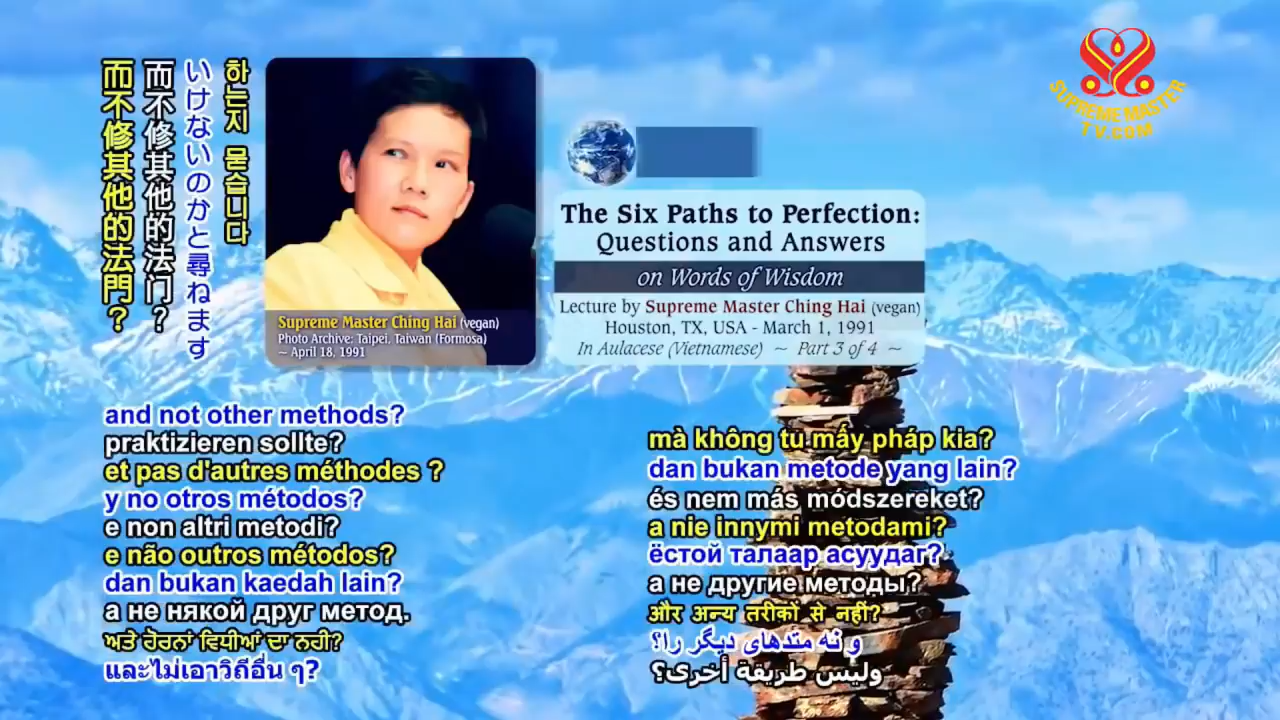 而不修其他的法門？
而不修其他的法门？
いけないのかと尋ねます
하는지 묻습니다
Supreme Master Ching Hai (vegan)
Photo Archive: Taipei, Taiwan (Formosa)
~ April 18, 1991
SUPREME MASTER
TV.COM
The Six Paths to Perfection:
Questions and Answers
on Words of Wisdom
Lecture by Supreme Master Ching Hai (vegan)
Houston, TX, USA - March 1, 1991
In Aulacese (Vietnamese) ~ Part 3 of 4 ~
and not other methods?
praktizieren sollte?
et pas d'autres méthodes ?
y no otros métodos?
e non altri metodi?
e não outros métodos?
dan bukan kaedah lain?
а не някой друг метод.
ਅਤੇ ਹੋਰਨਾਂ ਵਿਧੀਆਂ ਦਾ ਨਹੀ?
และไม่เอาวิถีอื่น ๆ?
mà không tu mấy pháp kia?
dan bukan metode yang lain?
és nem más módszereket?
a nie innymi metodami?
ёстой талаар асуудаг?
а не другие методы?
और अन्य तरीकों से नहीं?
و نه متدهای دیگر را؟
وليس طريقة أخرى؟